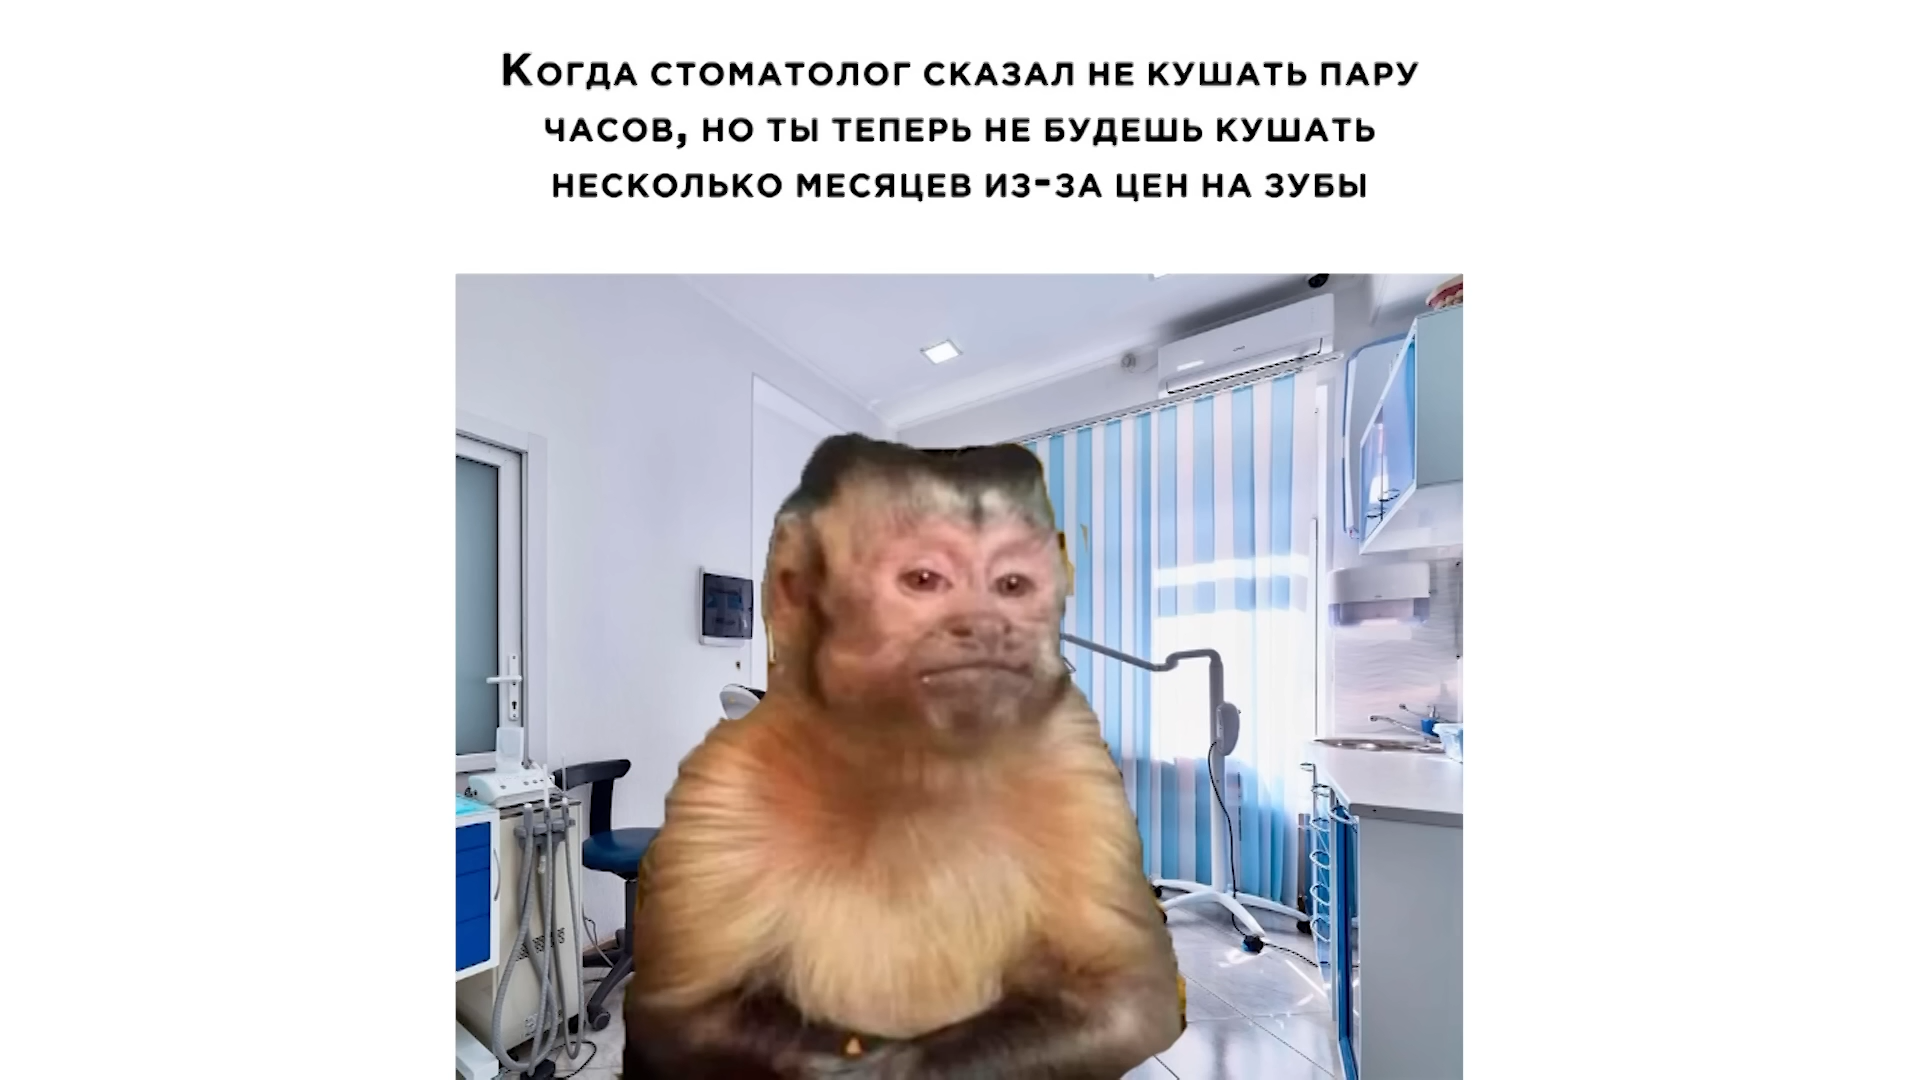 Когда стоматолог сказал не кушать пару
часов, но ты теперь не будешь кушать
несколько месяцев из-за цен на зубы